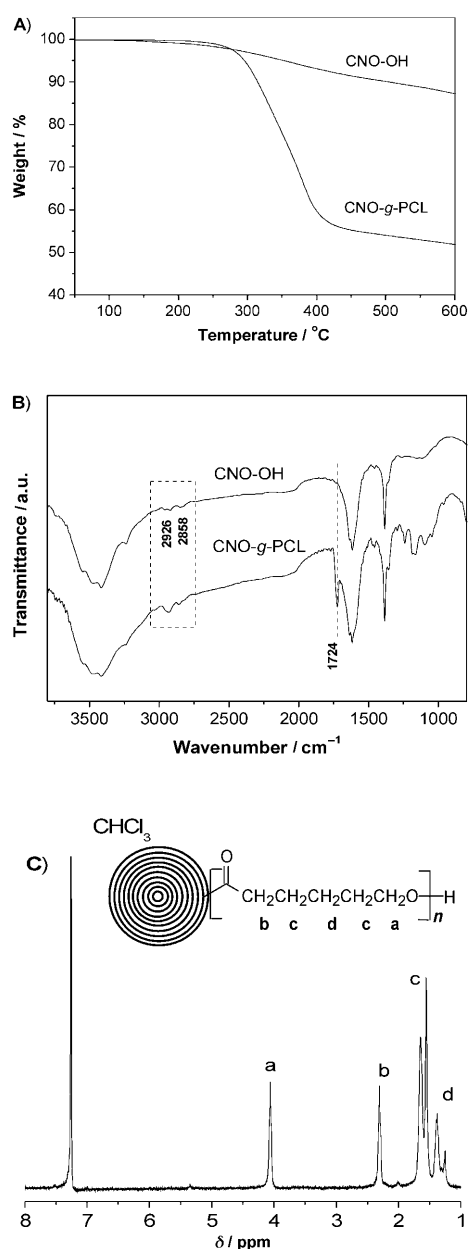 A)
100
90
80
70
60
50
40
Weight / %
CNO-OH
CNO-g-PCL
100 200 300 400 500 600
Temperature / °C
B)
Transmittance / a.u.
CNO-OH
2926
2858
CNO-g-PCL
1724
3500 3000 2500 2000 1500 1000
Wavenumber / cm⁻¹
C)
CHCl₃
O
CH₂CH₂CH₂CH₂CH₂O H
n
b c d c a
a
b
c
d
8 7 6 5 4 3 2 1
δ / ppm